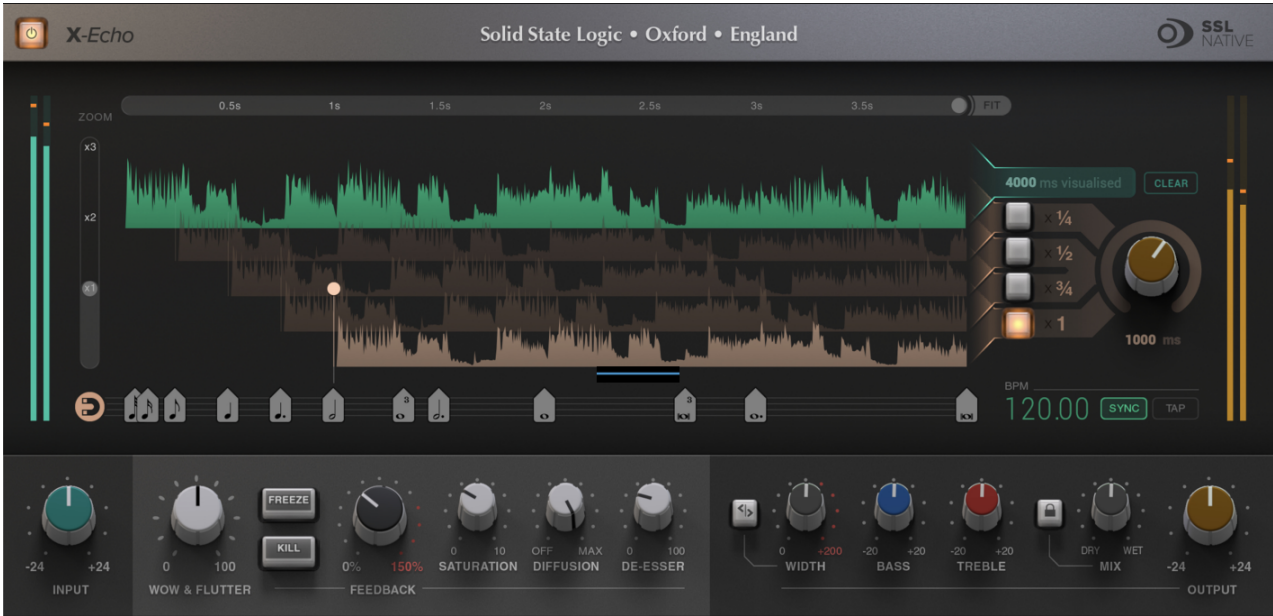 X-Echo
Solid State Logic • Oxford • England
SSL
NATIVE
0.5s 1s 1.5s 2s 2.5s 3s 3.5s FIT
ZOOM
x3
x2
x1
4000 ms visualised CLEAR
x 1/4
x 1/2
x 3/4
x 1
1000 ms
BPM
120.00 SYNC TAP
3 3
FREEZE
KILL
-24 +24
INPUT
0 100
WOW & FLUTTER
0% 150%
FEEDBACK
0 10
SATURATION
OFF MAX
DIFFUSION
0 100
DE-ESSER
0 +200
WIDTH
-20 +20
BASS
-20 +20
TREBLE
DRY WET
MIX
-24 +24
OUTPUT